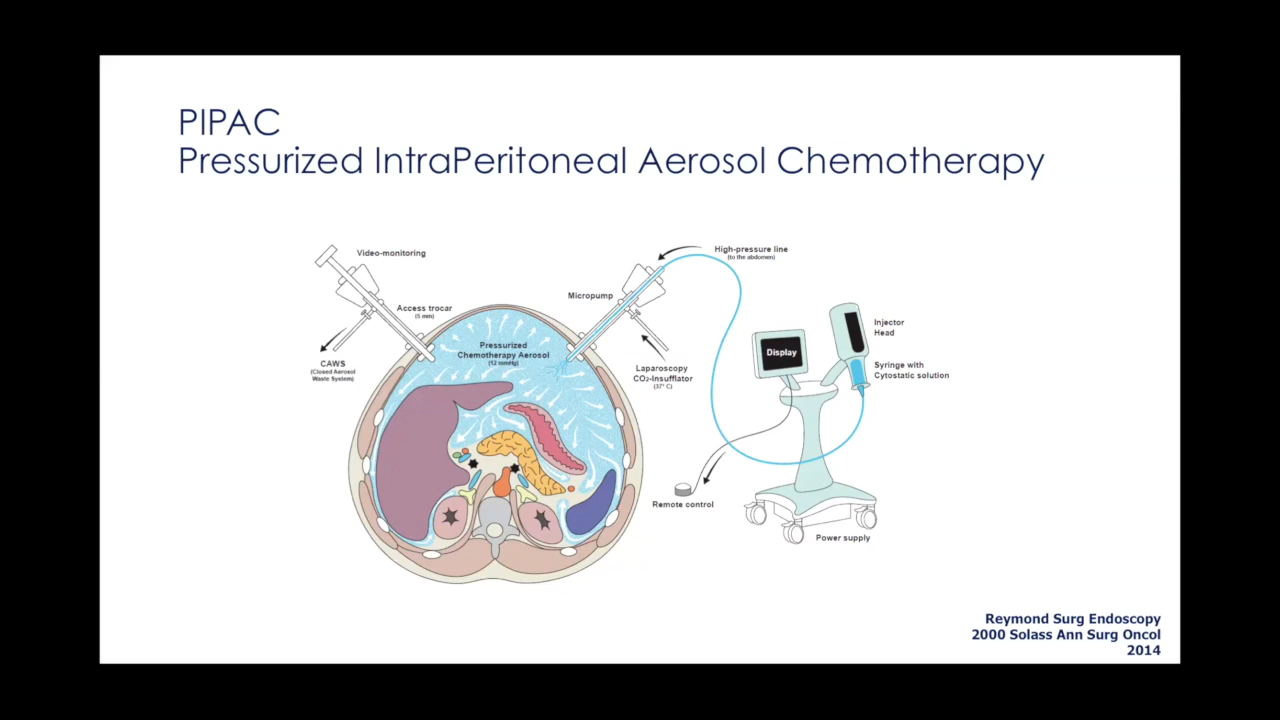 PIPAC
Pressurized IntraPeritoneal Aerosol Chemotherapy
Video-monitoring
Access trocar
(5 mm)
CAWS
(Closed Aerosol
Waste System)
Pressurized
Chemotherapy Aerosol
(12 mmHg)
Micropump
High-pressure line
(to the abdomen)
Laparoscopy
CO2-Insufflator
(37° C)
Display
Injector
Head
Syringe with
Cytostatic solution
Remote control
Power supply
Reymond Surg Endoscopy
2000 Solass Ann Surg Oncol
2014